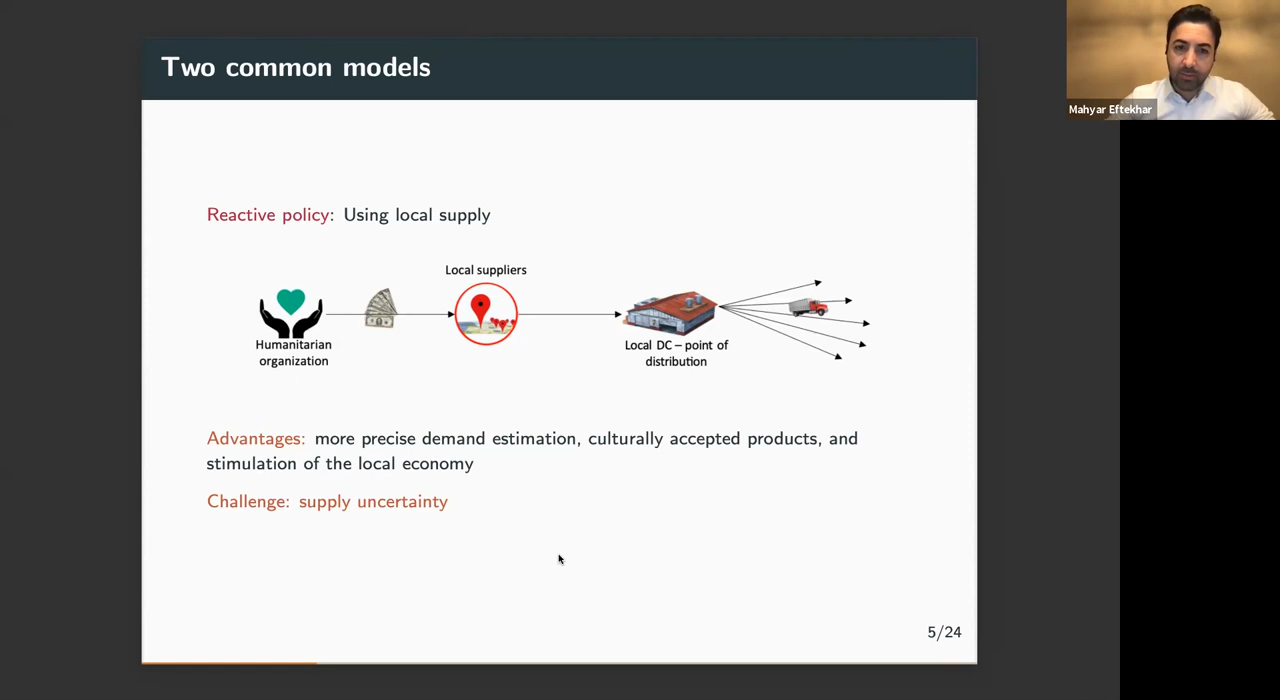 Two common models
Mahyar Eftekhar
Reactive policy: Using local supply
Local suppliers
Humanitarian
organization
Local DC – point of
distribution
Advantages: more precise demand estimation, culturally accepted products, and
stimulation of the local economy
Challenge: supply uncertainty
5/24